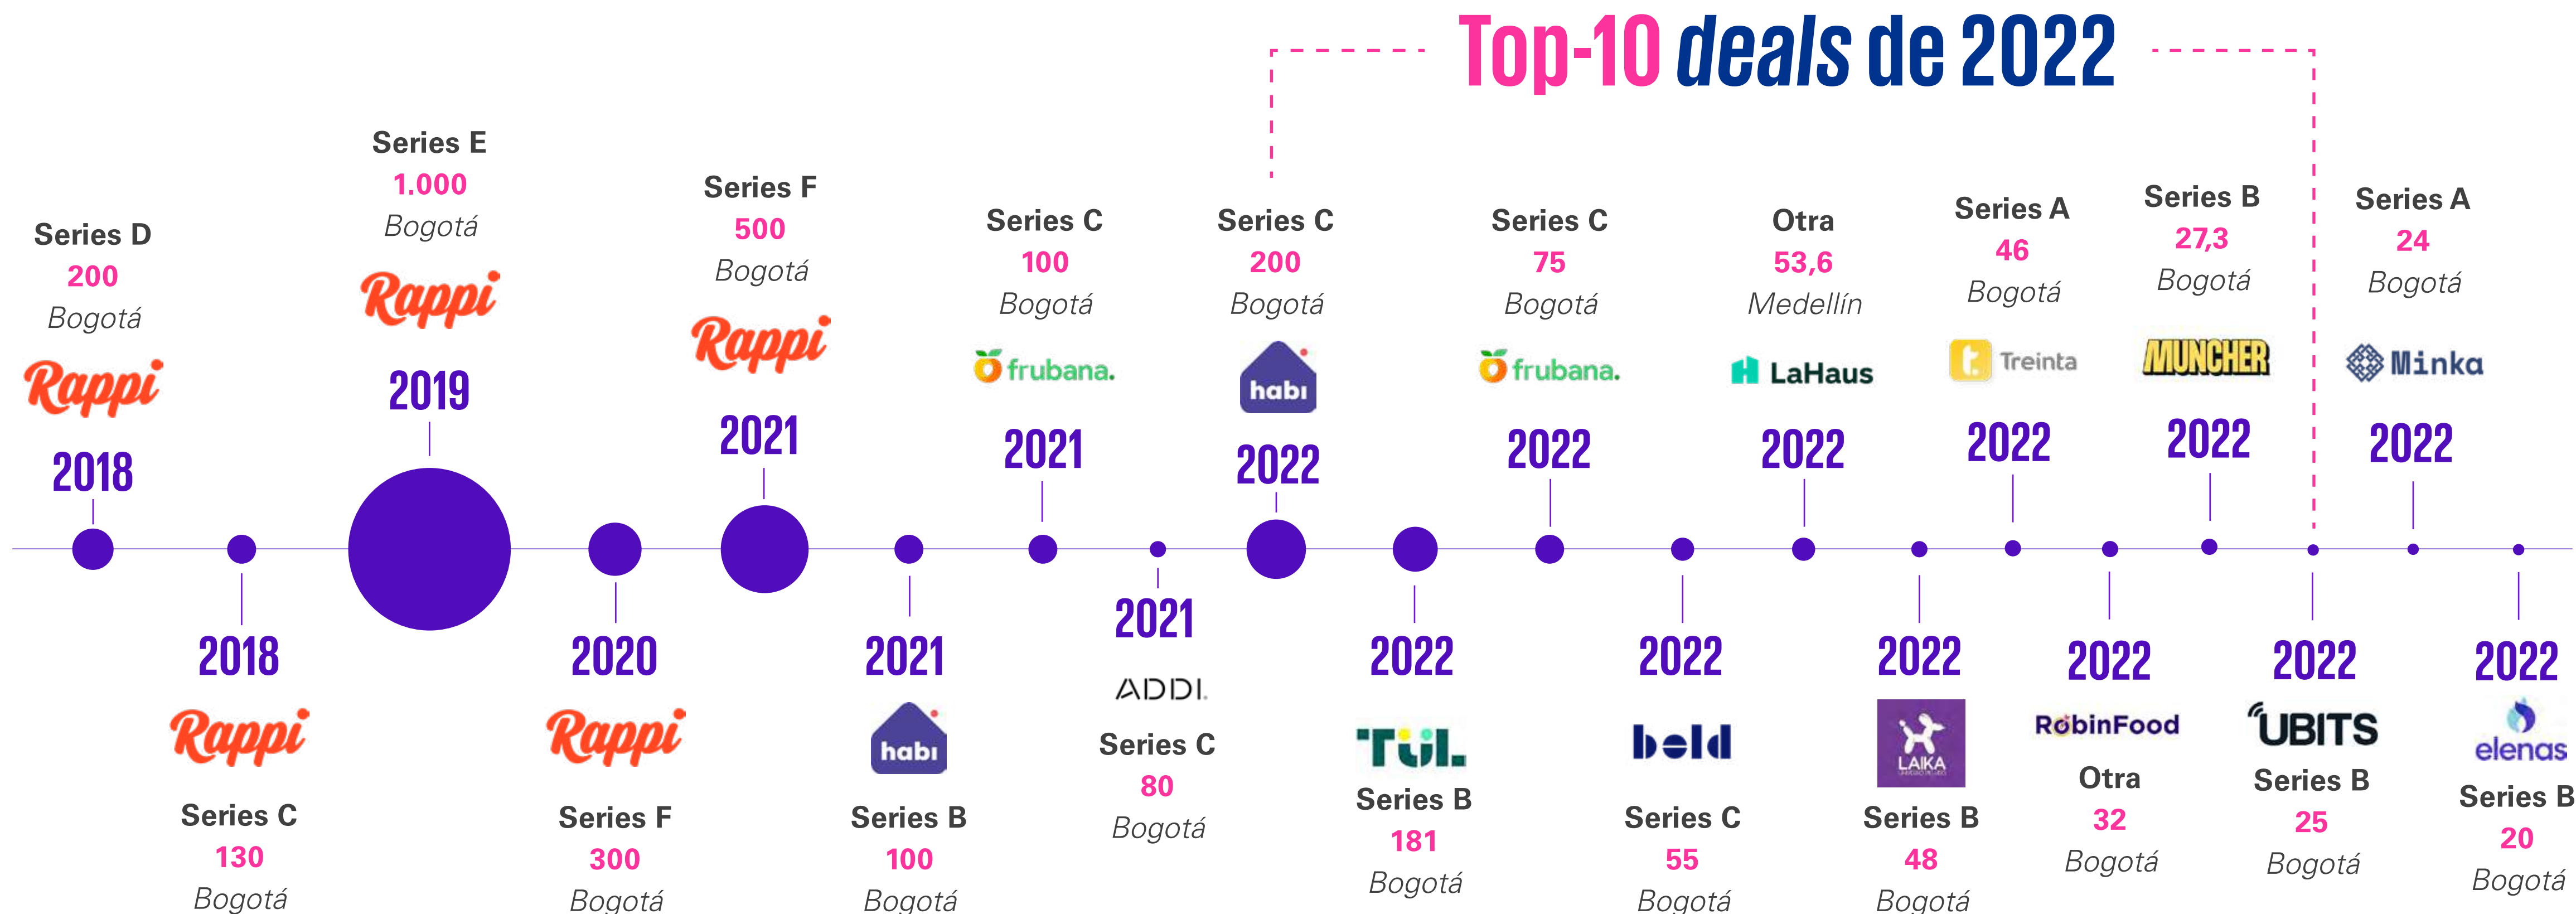 Top-10 deals de 2022
Series D
200
Bogotá
Rappi
2018
2018
Rappi
Series C
130
Bogotá
Series E
1.000
Bogotá
Rappi
2019
2020
Rappi
Series F
300
Bogotá
Series F
500
Bogotá
Rappi
2021
2021
habi
Series B
100
Bogotá
Series C
100
Bogotá
frubana.
2021
2021
ADDI.
Series C
80
Bogotá
Series C
200
Bogotá
habi
2022
2022
Tül.
Series B
181
Bogotá
Series C
75
Bogotá
frubana.
2022
2022
bold
Series C
55
Bogotá
Otra
53,6
Medellín
LaHaus
2022
2022
LAIKA
Series B
48
Bogotá
Series A
46
Bogotá
t.
Treinta
2022
2022
RobinFood
Otra
32
Bogotá
Series B
27,3
Bogotá
MUNCHER
2022
2022
UBITS
Series B
25
Bogotá
Series A
24
Bogotá
Minka
2022
2022
elenas
Series B
20
Bogotá